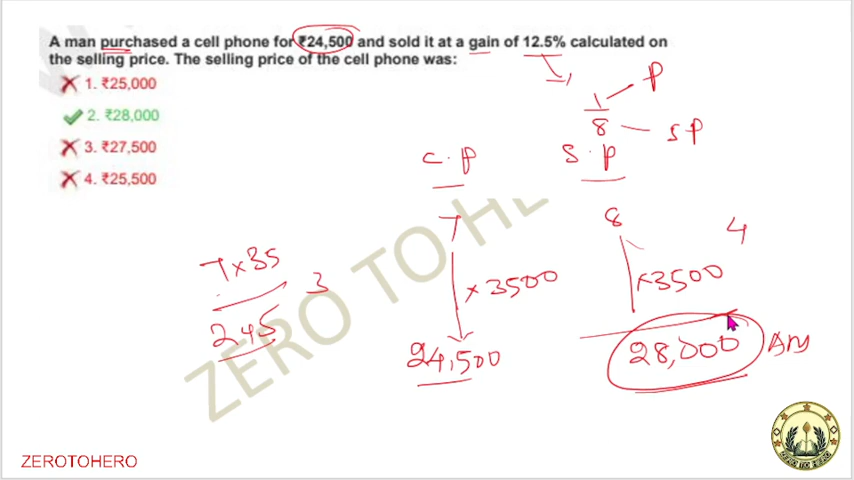 A man purchased a cell phone for ₹24,500 and sold it at a gain of 12.5% calculated on
the selling price. The selling price of the cell phone was:
1. ₹25,000
2. ₹28,000
3. ₹27,500
4. ₹25,500
1 P
8 SP
C.P S.P
7 8
4
7×35
3
245
×3500 ×3500
24,500 28,000 Ans
ZERO TO HE
ZEROTOHERO
ZERO TO HERO